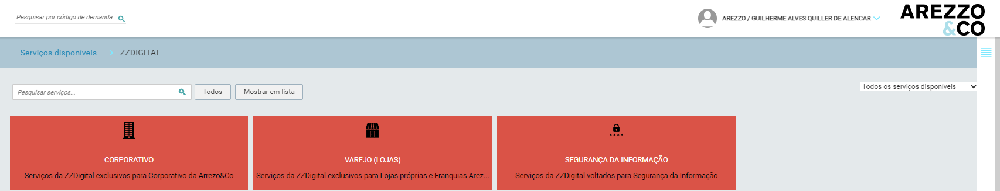 Pesquisar por código de demanda
AREZZO / GUILHERME ALVES QUILLER DE ALENCAR
AREZZO
&CO
Serviços disponíveis
ZZDIGITAL
Pesquisar serviços...
Todos
Mostrar em lista
Todos os serviços disponíveis
CORPORATIVO
Serviços da ZZDigital exclusivos para Corporativo da Arrezo&Co
VAREJO (LOJAS)
Serviços da ZZDigital exclusivos para Lojas próprias e Franquias Arez...
SEGURANÇA DA INFORMAÇÃO
Serviços da ZZDigital voltados para Segurança da Informação